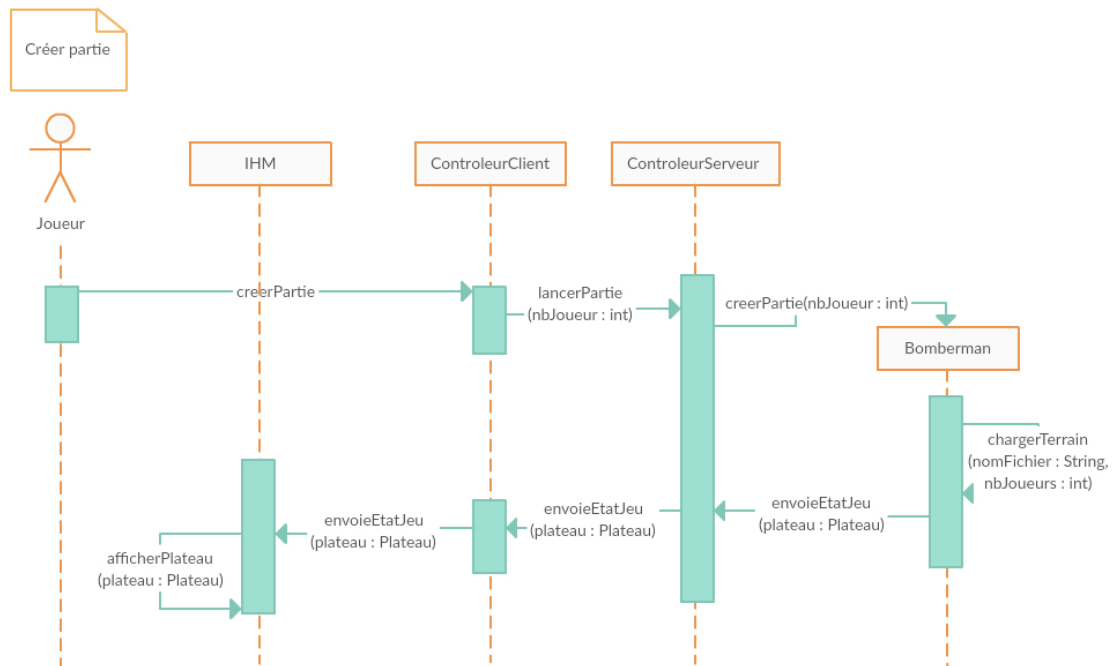 Créer partie
Joueur
IHM
ControleurClient
ControleurServeur
creerPartie
lancerPartie
(nbJoueur : int)
creerPartie(nbJoueur : int)
Bomberman
chargerTerrain
(nomFichier : String,
nbJoueurs : int)
envoieEtatJeu
(plateau : Plateau)
envoieEtatJeu
(plateau : Plateau)
envoieEtatJeu
(plateau : Plateau)
afficherPlateau
(plateau : Plateau)